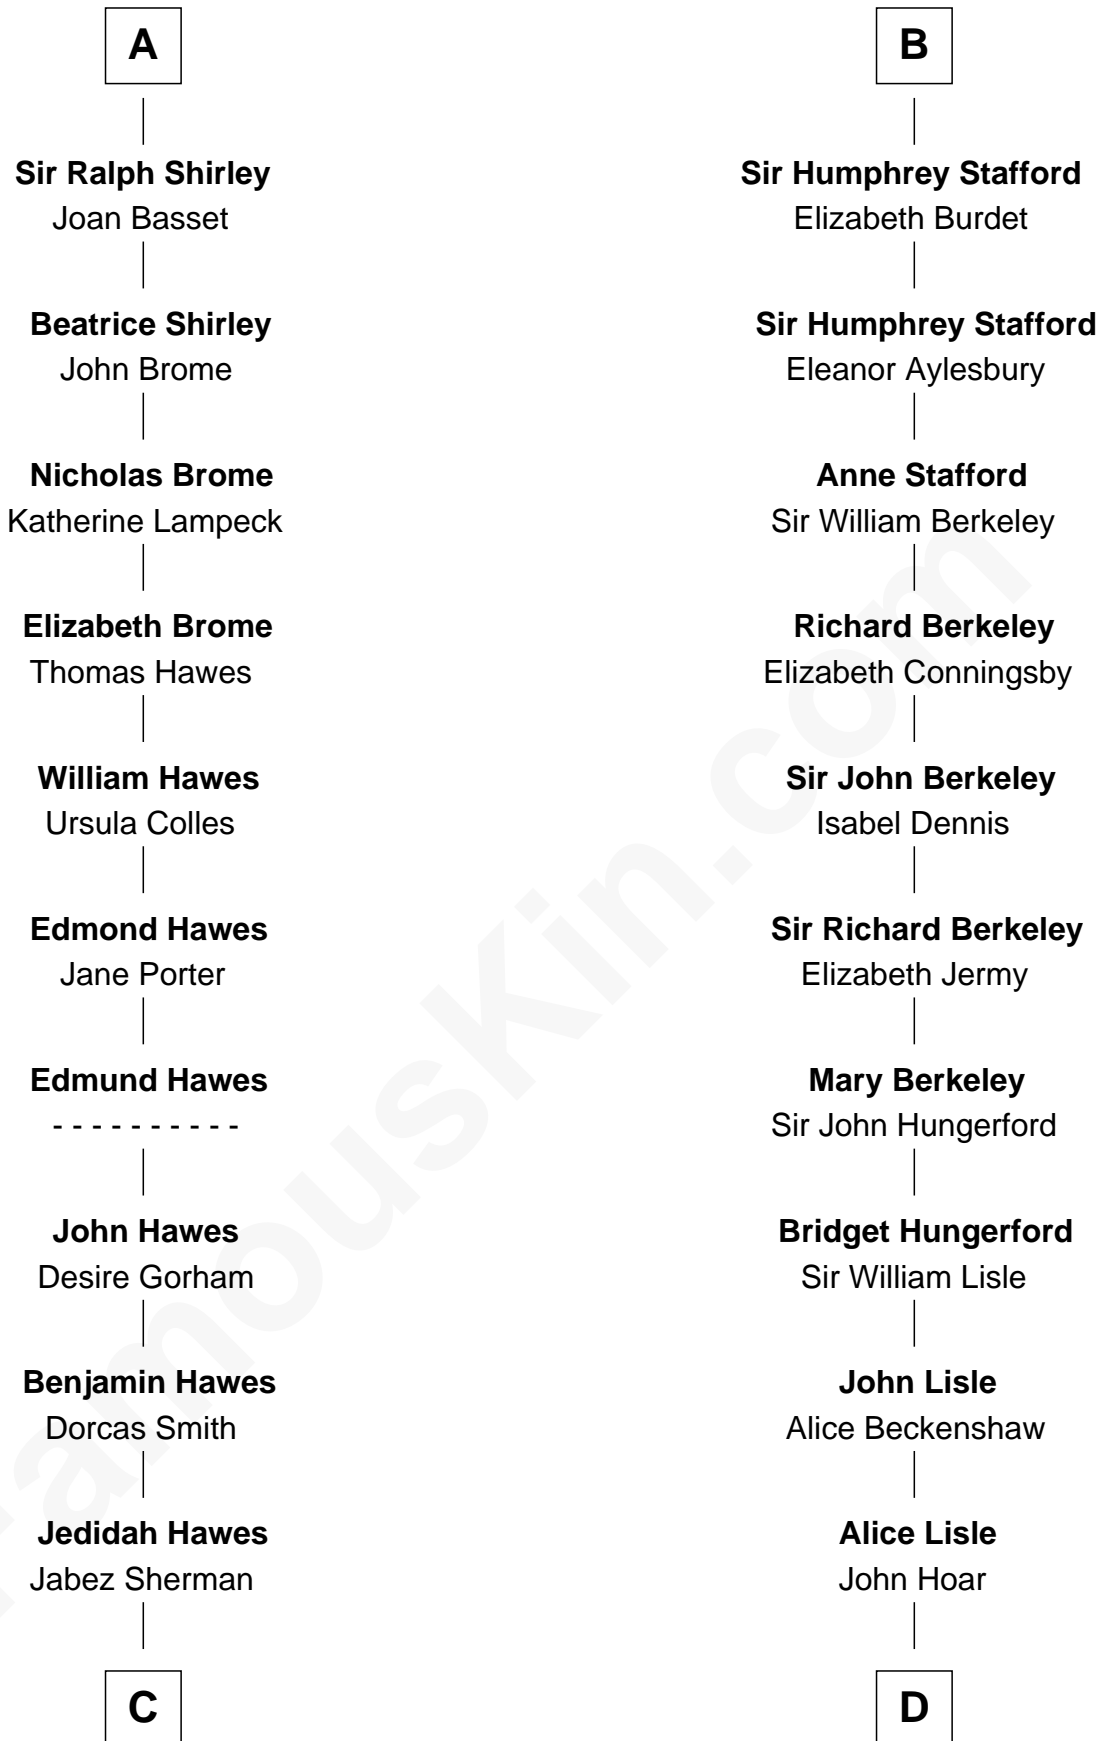 A
Sir Ralph Shirley
Joan Basset
Beatrice Shirley
John Brome
Nicholas Brome
Katherine Lampeck
Elizabeth Brome
Thomas Hawes
William Hawes
Ursula Colles
Edmond Hawes
Jane Porter
Edmund Hawes
- - - - - - - - - -
John Hawes
Desire Gorham
Benjamin Hawes
Dorcas Smith
Jedidah Hawes
Jabez Sherman
C
B
Sir Humphrey Stafford
Elizabeth Burdet
Sir Humphrey Stafford
Eleanor Aylesbury
Anne Stafford
Sir William Berkeley
Richard Berkeley
Elizabeth Conningsby
Sir John Berkeley
Isabel Dennis
Sir Richard Berkeley
Elizabeth Jermy
Mary Berkeley
Sir John Hungerford
Bridget Hungerford
Sir William Lisle
John Lisle
Alice Beckenshaw
Alice Lisle
John Hoar
D
FamousKin.com